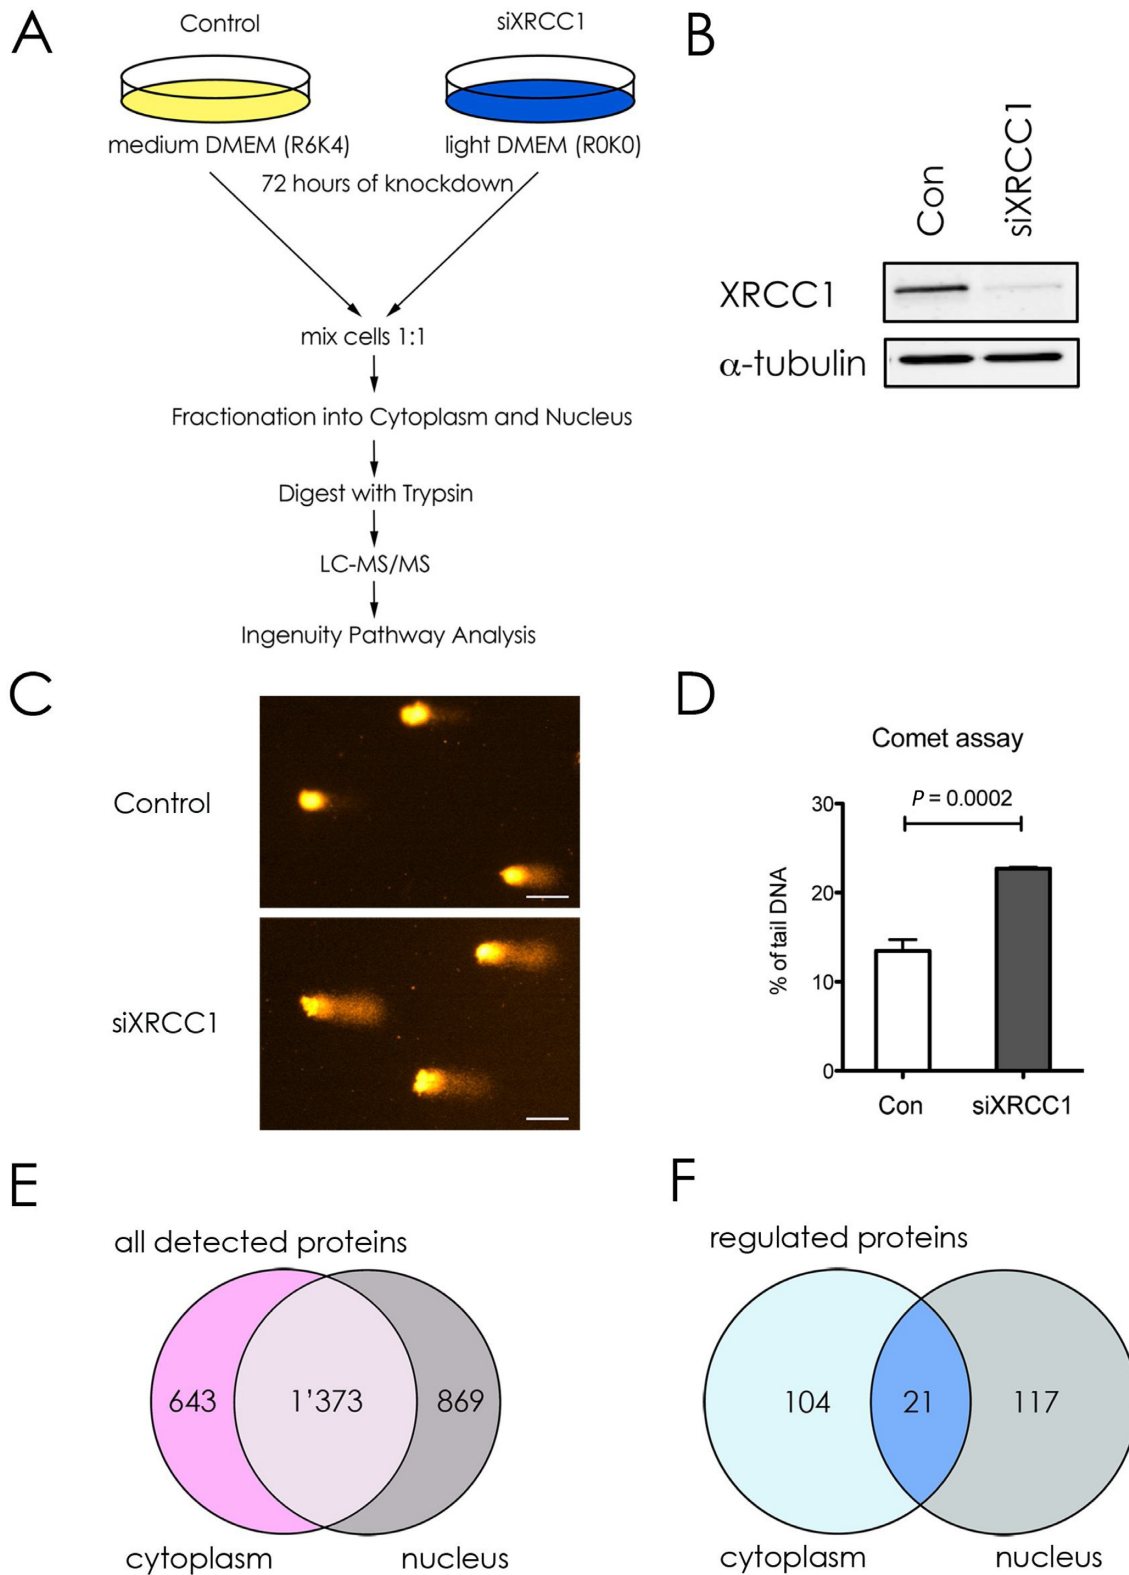 A
Control
siXRCC1
medium DMEM (R6K4)
light DMEM (R0K0)
72 hours of knockdown
mix cells 1:1
Fractionation into Cytoplasm and Nucleus
Digest with Trypsin
LC-MS/MS
Ingenuity Pathway Analysis
B
Con
siXRCC1
XRCC1
α-tubulin
C
Control
siXRCC1
D
Comet assay
P = 0.0002
% of tail DNA
30
20
10
0
Con
siXRCC1
E
all detected proteins
643
1’373
869
cytoplasm
nucleus
F
regulated proteins
104
21
117
cytoplasm
nucleus